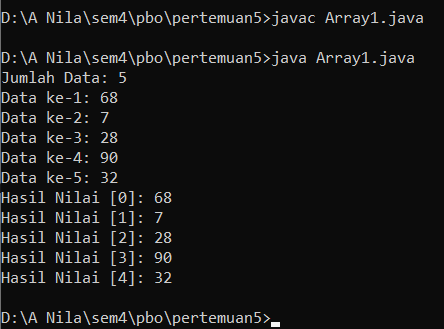 D:\A Nila\sem4\pbo\pertemuan5>javac Array1.java
D:\A Nila\sem4\pbo\pertemuan5>java Array1.java
Jumlah Data: 5
Data ke-1: 68
Data ke-2: 7
Data ke-3: 28
Data ke-4: 90
Data ke-5: 32
Hasil Nilai [0]: 68
Hasil Nilai [1]: 7
Hasil Nilai [2]: 28
Hasil Nilai [3]: 90
Hasil Nilai [4]: 32
D:\A Nila\sem4\pbo\pertemuan5>